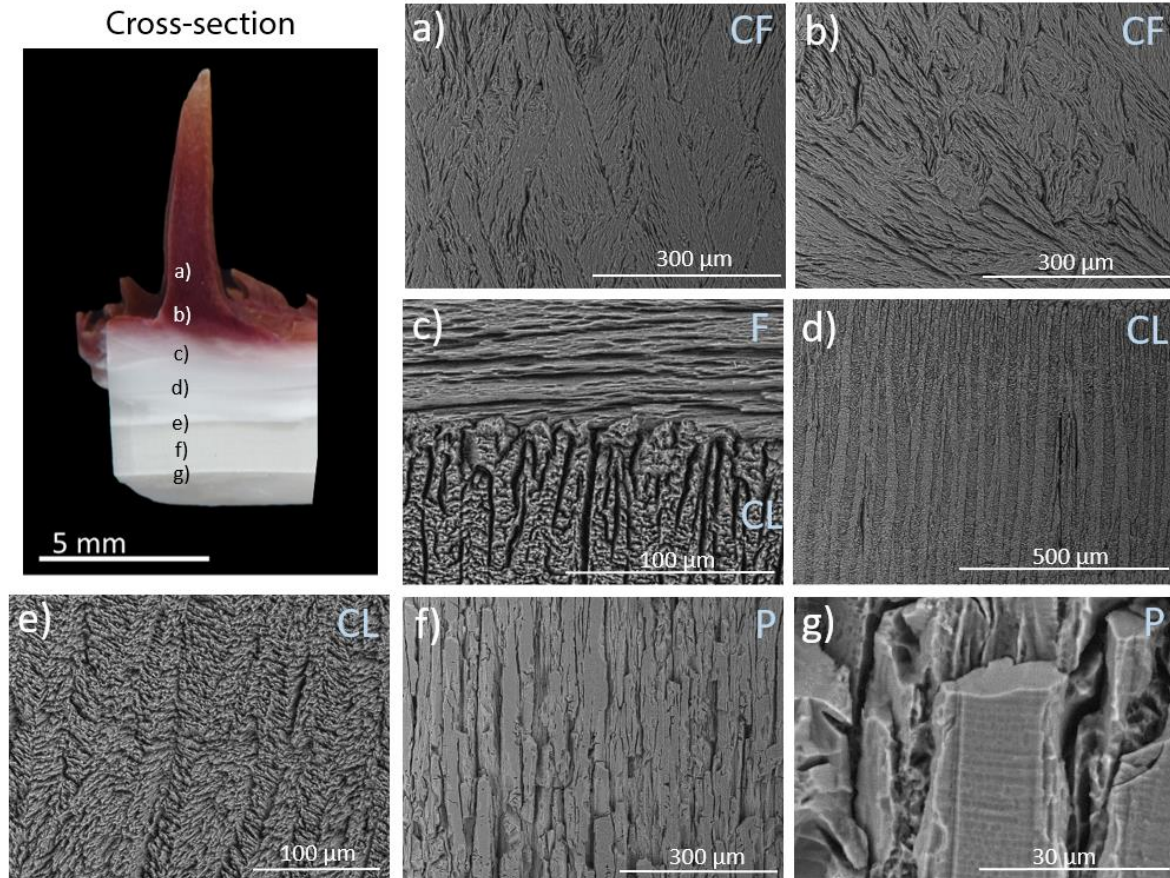 Cross-section
a)
b)
c)
d)
e)
f)
g)
5 mm
a) CF
300 µm
b) CF
300 µm
c) F
CL
100 µm
d) CL
500 µm
e) CL
100 µm
f) P
300 µm
g) P
30 µm